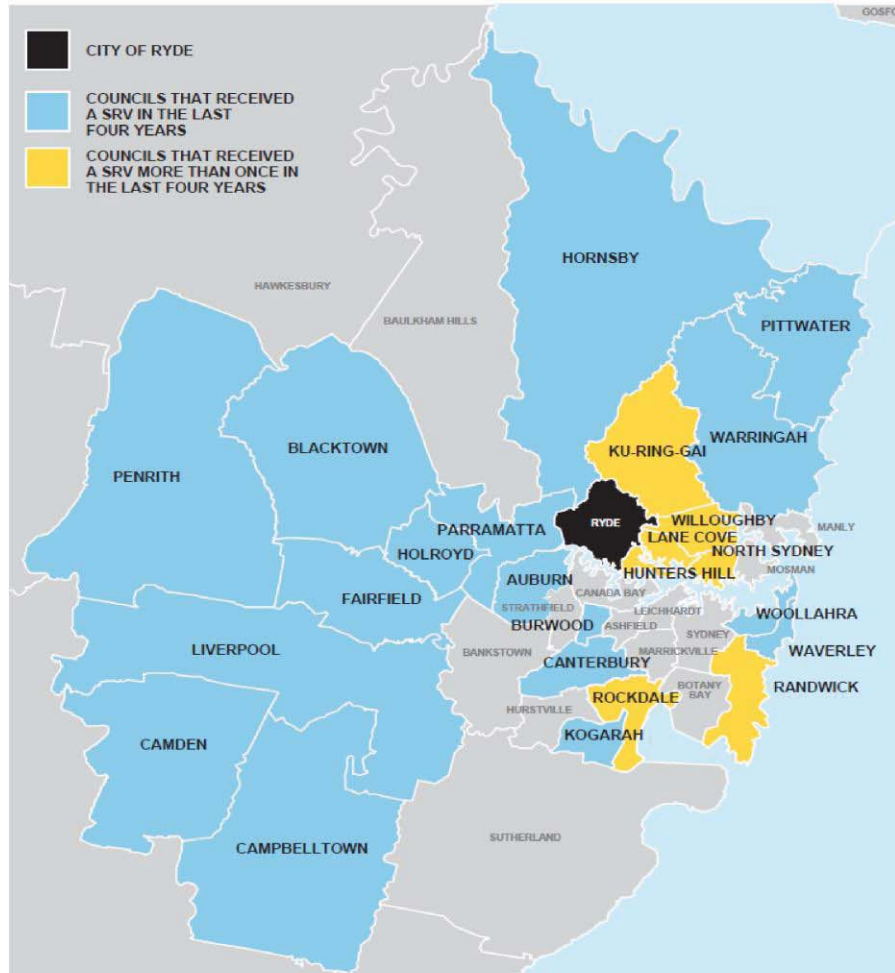 GOSFO
CITY OF RYDE
COUNCILS THAT RECEIVED
A SRV IN THE LAST
FOUR YEARS
COUNCILS THAT RECEIVED
A SRV MORE THAN ONCE IN
THE LAST FOUR YEARS
HORNSBY
HAWKESBURY
BAULKHAM HILLS
PITTWATER
WARRINGAH
KU-RING-GAI
BLACKTOWN
PENRITH
PARRAMATTA
RYDE
WILLOUGHBY
MANLY
LANE COVE
HOLROYD
NORTH SYDNEY
MOSMAN
HUNTERS HILL
AUBURN
CANADA BAY
FAIRFIELD
STRATHFIELD
LEICHHARDT
WOOLLAHRA
BURWOOD
ASHFIELD
SYDNEY
LIVERPOOL
BANKSTOWN
MARRICKVILLE
WAVERLEY
CANTERBURY
RANDWICK
BOTANY
BAY
ROCKDALE
HURSTVILLE
KOGARAH
CAMDEN
SUTHERLAND
CAMPBELLTOWN